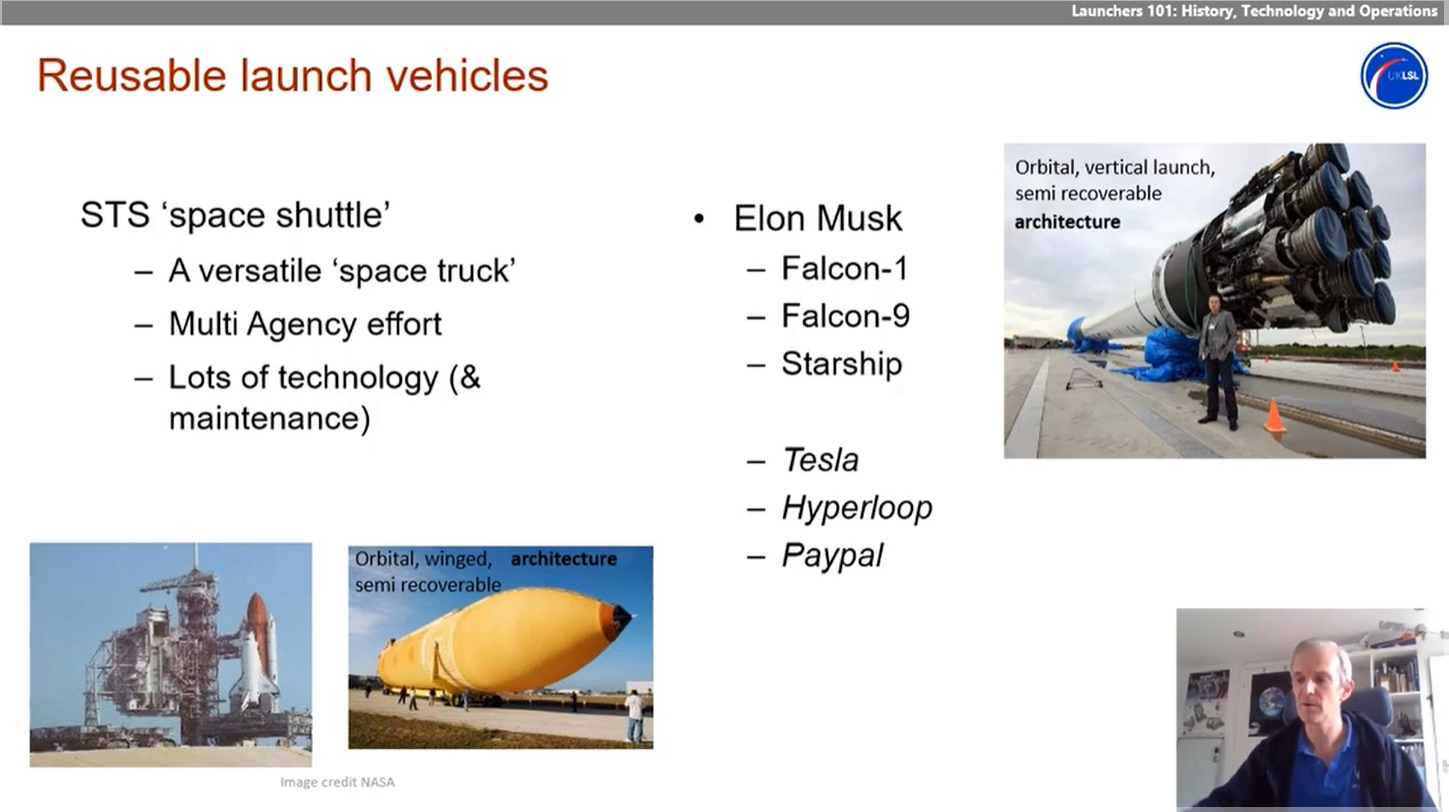 Launchers 101: History, Technology and Operations
Reusable launch vehicles
UKLSL
STS ‘space shuttle’
– A versatile ‘space truck’
– Multi Agency effort
– Lots of technology (&
maintenance)
• Elon Musk
– Falcon-1
– Falcon-9
– Starship
– Tesla
– Hyperloop
– Paypal
Orbital, vertical launch,
semi recoverable
architecture
Orbital, winged, architecture
semi recoverable
Image credit NASA